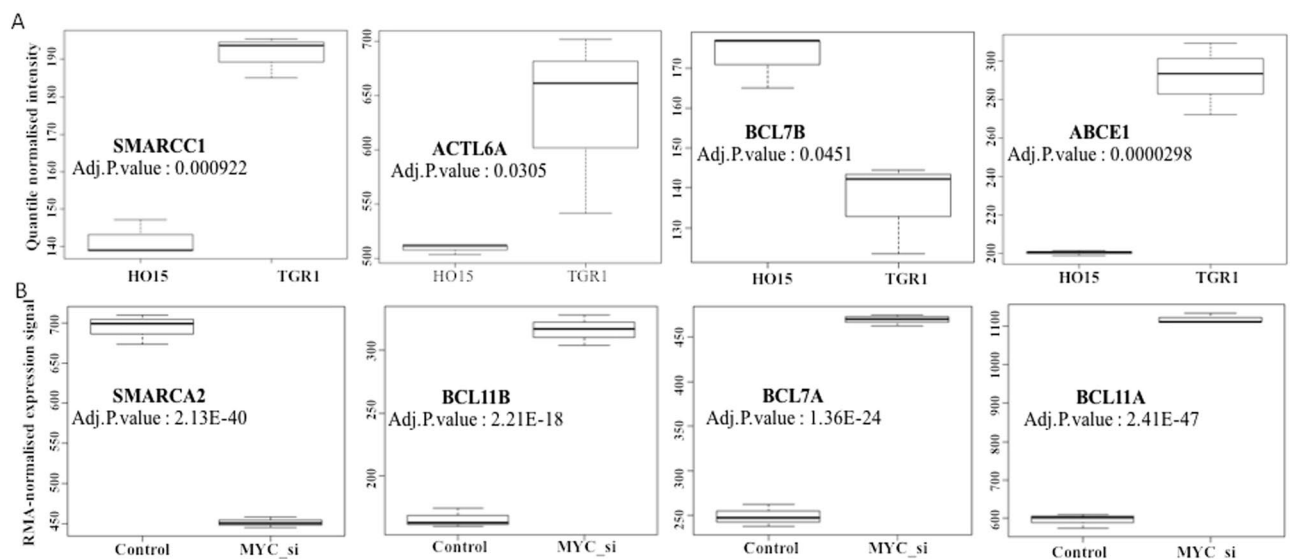 A
Quantile normalised intensity
190
180
170
160
150
140
SMARCC1
Adj.P.value : 0.000922
HO15 TGR1
700
650
600
550
500
ACTL6A
Adj.P.value : 0.0305
HO15 TGR1
170
160
150
140
130
BCL7B
Adj.P.value : 0.0451
HO15 TGR1
300
280
260
240
220
200
ABCE1
Adj.P.value : 0.0000298
HO15 TGR1
B
RMA-normalised expression signal
700
650
600
550
500
450
SMARCA2
Adj.P.value : 2.13E-40
Control MYC_si
300
250
200
BCL11B
Adj.P.value : 2.21E-18
Control MYC_si
450
400
350
300
250
BCL7A
Adj.P.value : 1.36E-24
Control MYC_si
1100
1000
900
800
700
600
BCL11A
Adj.P.value : 2.41E-47
Control MYC_si